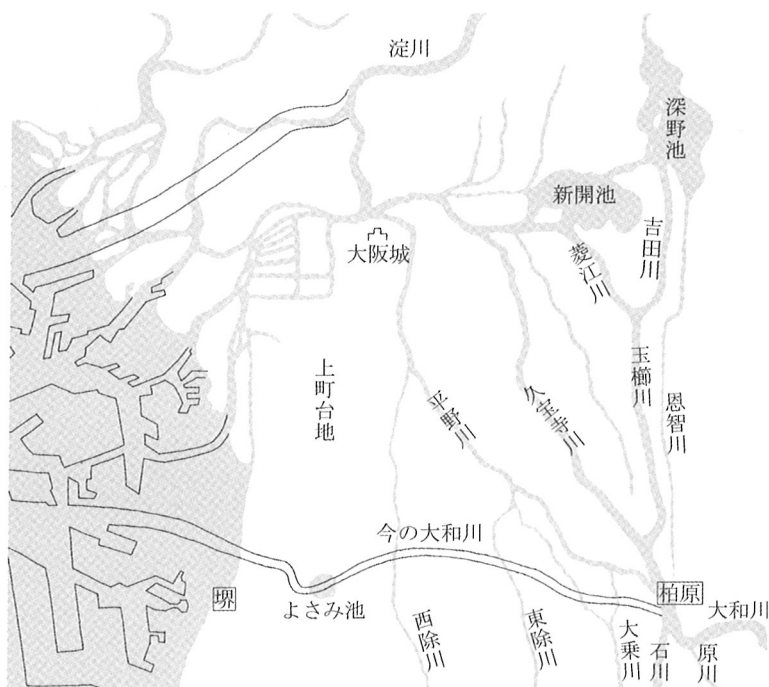 淀川
深野池
新開池
大阪城
吉田川
菱江川
上町台地
玉櫛川
平野川
久宝寺川
恩智川
今の大和川
堺
よさみ池
柏原
大和川
西除川
東除川
大乗川
石川
原川